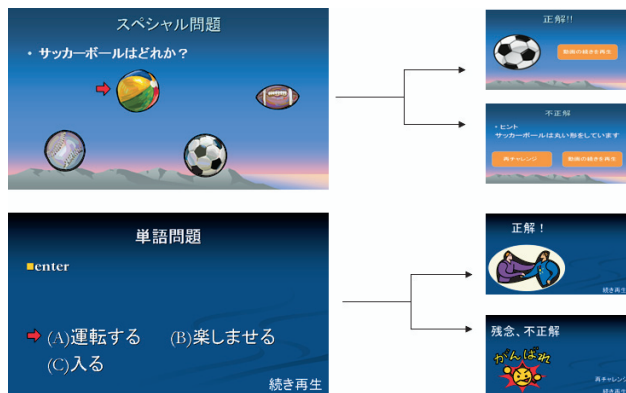 スペシャル問題
・サッカーボールはどれか？
正解!!
動画の続きを再生
不正解
・ヒント
サッカーボールは丸い形をしています
再チャレンジ
動画の続きを再生
単語問題
■enter
(A)運転する (B)楽しませる
(C)入る
続き再生
正解！
続き再生
残念、不正解
がんばれ
再チャレンジ
続き再生